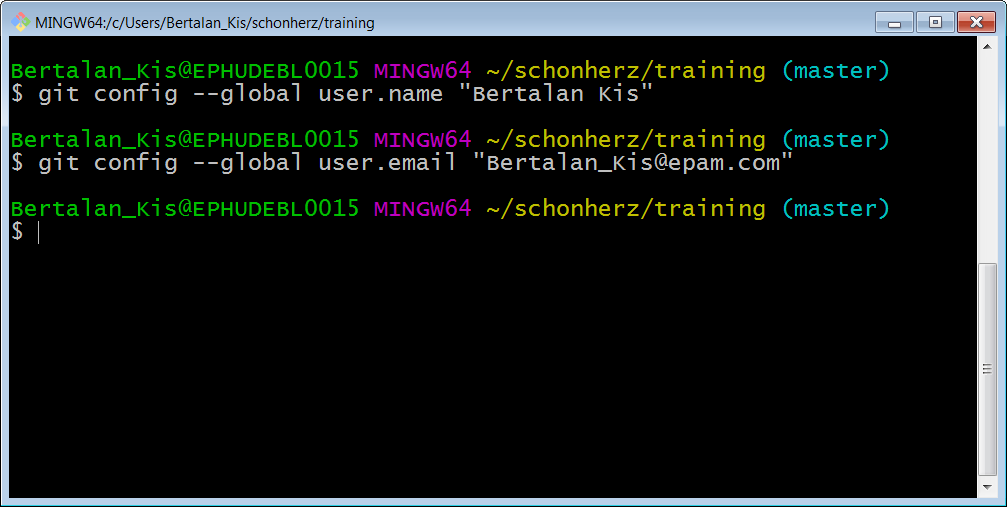 MINGW64:/c/Users/Bertalan_Kis/schonherz/training
Bertalan_Kis@EPHUDEBL0015 MINGW64 ~/schonherz/training (master)
$ git config --global user.name "Bertalan Kis"
Bertalan_Kis@EPHUDEBL0015 MINGW64 ~/schonherz/training (master)
$ git config --global user.email "Bertalan_Kis@epam.com"
Bertalan_Kis@EPHUDEBL0015 MINGW64 ~/schonherz/training (master)
$